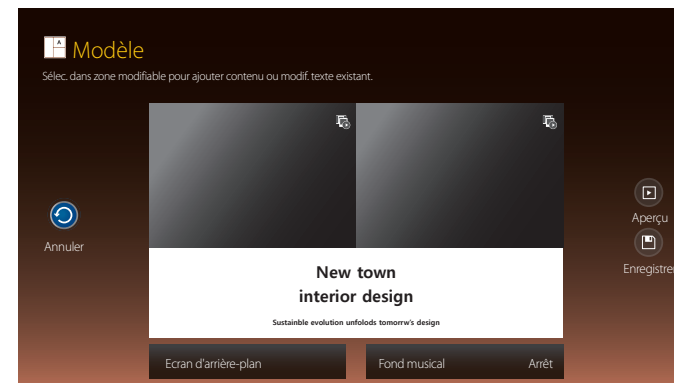 Modèle
Sélec. dans zone modifiable pour ajouter contenu ou modif. texte existant.
Annuler
New town
interior design
Sustainble evolution unfolods tomorrw's design
Aperçu
Enregistrer
Ecran d'arrière-plan
Fond musical Arrêt